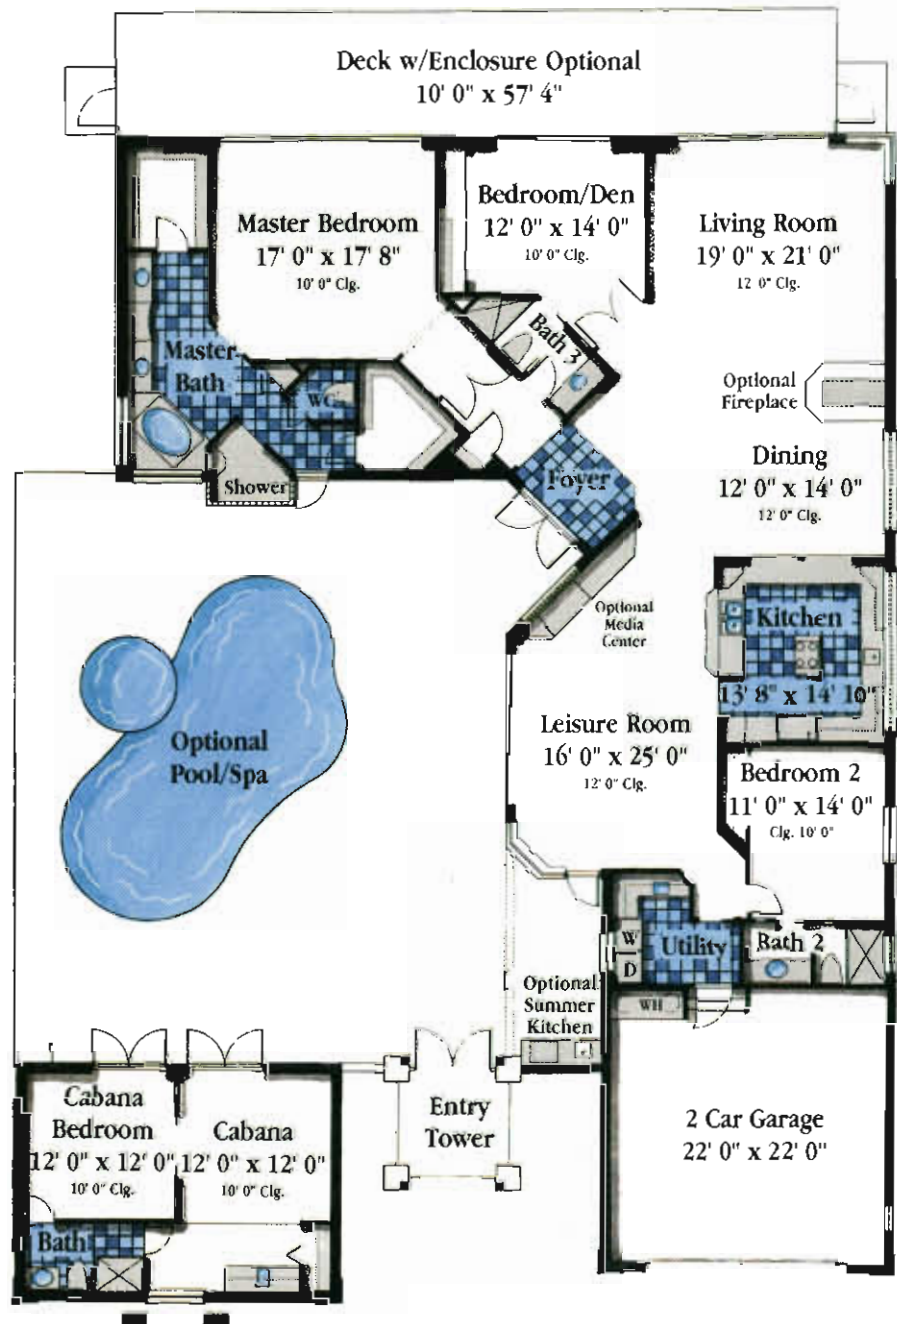 Deck w/Enclosure Optional
10' 0" x 57' 4"
Master Bedroom
17' 0" x 17' 8"
10' 0" Clg.
Bedroom/Den
12' 0" x 14' 0"
10' 0" Clg.
Living Room
19' 0" x 21' 0"
12' 0" Clg.
Master
Bath
WC
Shower
Bath 3
Foyer
Optional
Fireplace
Dining
12' 0" x 14' 0"
12' 0" Clg.
Optional
Media
Center
Kitchen
13' 8" x 14' 10"
Optional
Pool/Spa
Leisure Room
16' 0" x 25' 0"
12' 0" Clg.
Bedroom 2
11' 0" x 14' 0"
Clg. 10' 0"
W
D
Utility
Bath 2
Optional
Summer
Kitchen
WH
Cabana
Bedroom
12' 0" x 12' 0"
10' 0" Clg.
Cabana
12' 0" x 12' 0"
10' 0" Clg.
Bath
Entry
Tower
2 Car Garage
22' 0" x 22' 0"